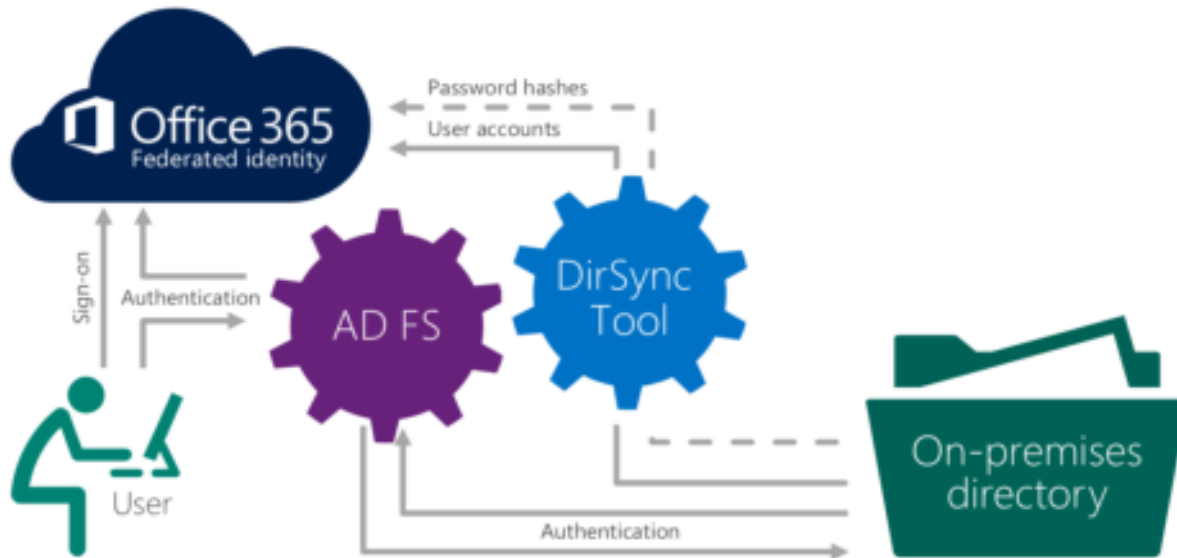 Password hashes
Office 365
User accounts
Federated identity
Sign-on
Authentication
DirSync
Tool
AD FS
On-premises
directory
User
Authentication